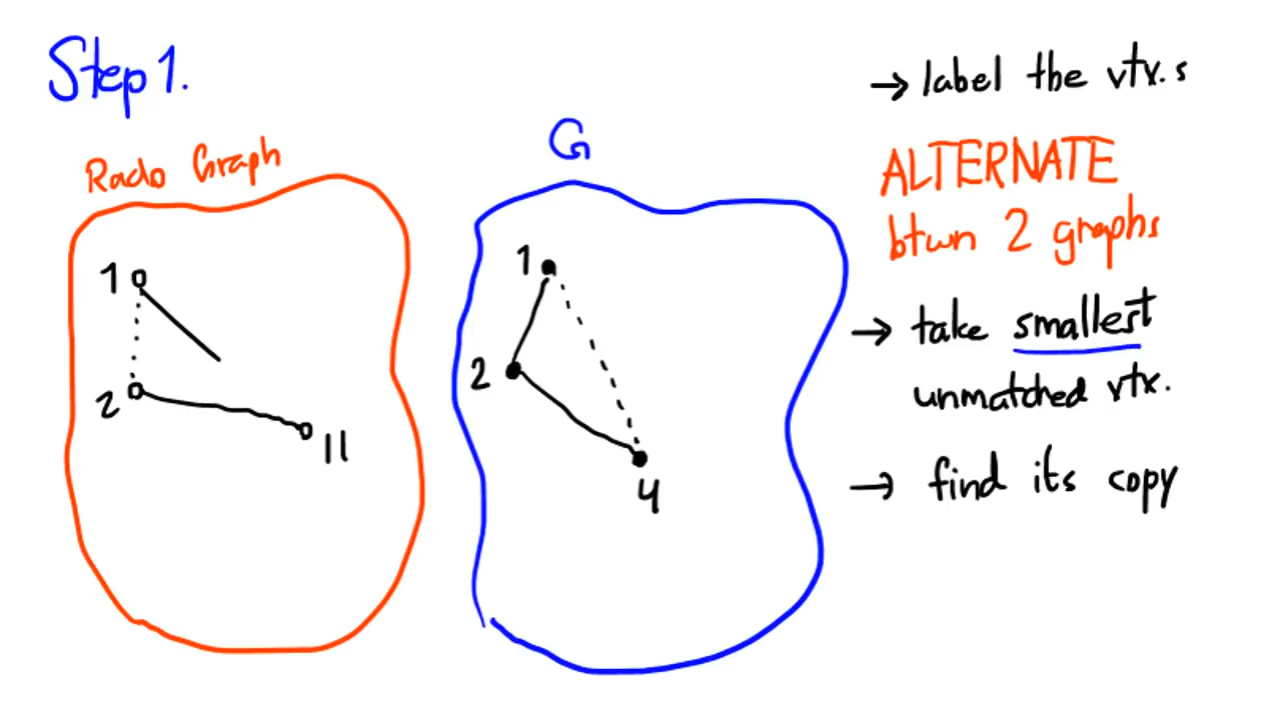 Step 1.
Rado Graph
1
2
11
G
1
2
4
→ label the vtx.s
ALTERNATE
btwn 2 graphs
→ take smallest
unmatched vtx.
→ find its copy